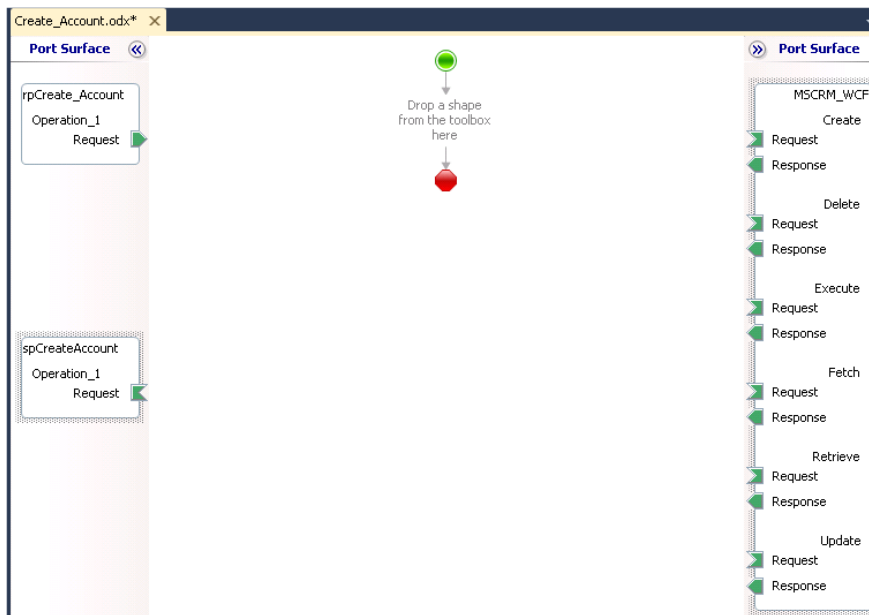 Create_Account.odx*
Port Surface
rpCreate_Account
Operation_1
Request
spCreateAccount
Operation_1
Request
Drop a shape
from the toolbox
here
Port Surface
MSCRM_WCF
Create
Request
Response
Delete
Request
Response
Execute
Request
Response
Fetch
Request
Response
Retrieve
Request
Response
Update
Request
Response